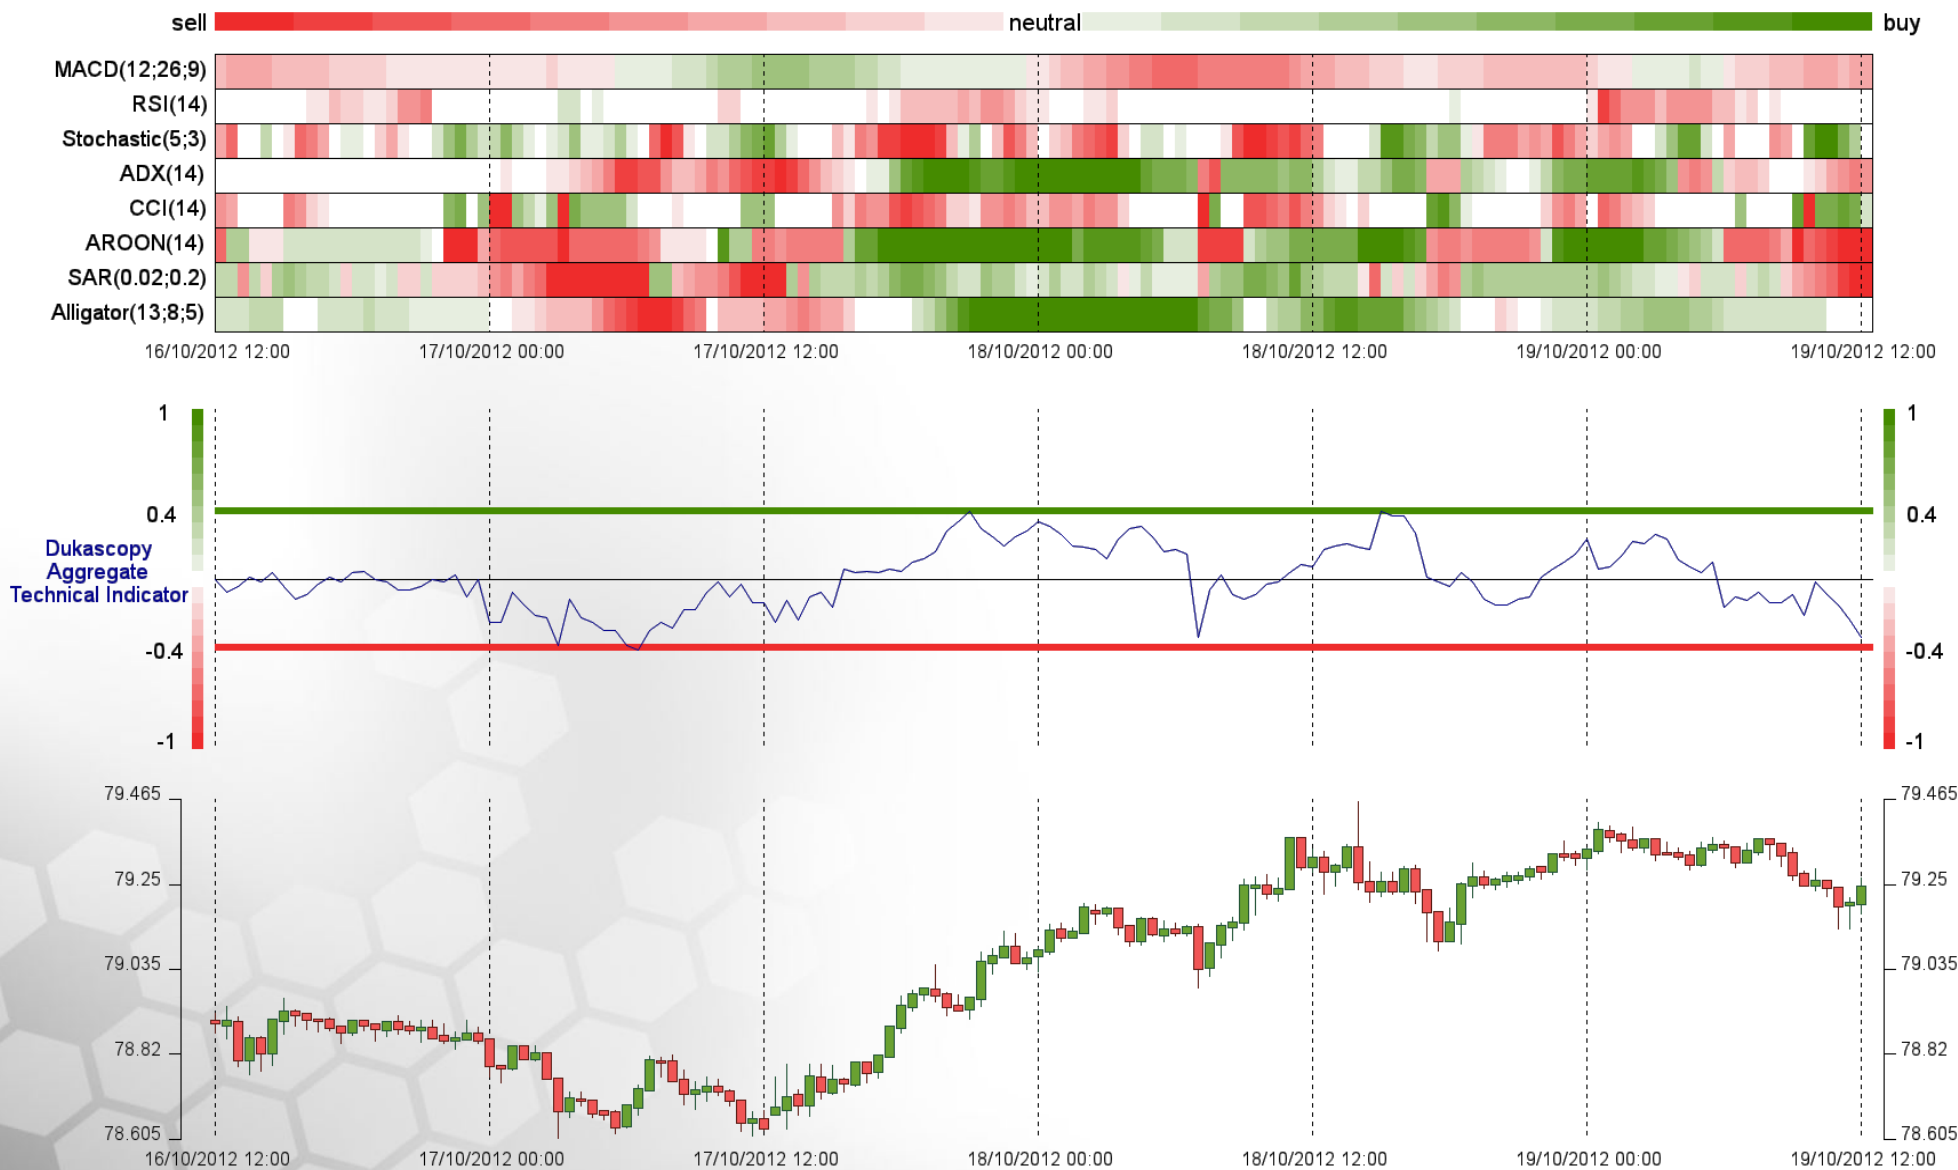 sell neutral buy
MACD(12;26;9)
RSI(14)
Stochastic(5;3)
ADX(14)
CCI(14)
AROON(14)
SAR(0.02;0.2)
Alligator(13;8;5)
16/10/2012 12:00 17/10/2012 00:00 17/10/2012 12:00 18/10/2012 00:00 18/10/2012 12:00 19/10/2012 00:00 19/10/2012 12:00
1 1
0.4 0.4
Dukascopy
Aggregate
Technical Indicator
-0.4 -0.4
-1 -1
79.465 79.465
79.25 79.25
79.035 79.035
78.82 78.82
78.605 78.605
16/10/2012 12:00 17/10/2012 00:00 17/10/2012 12:00 18/10/2012 00:00 18/10/2012 12:00 19/10/2012 00:00 19/10/2012 12:00